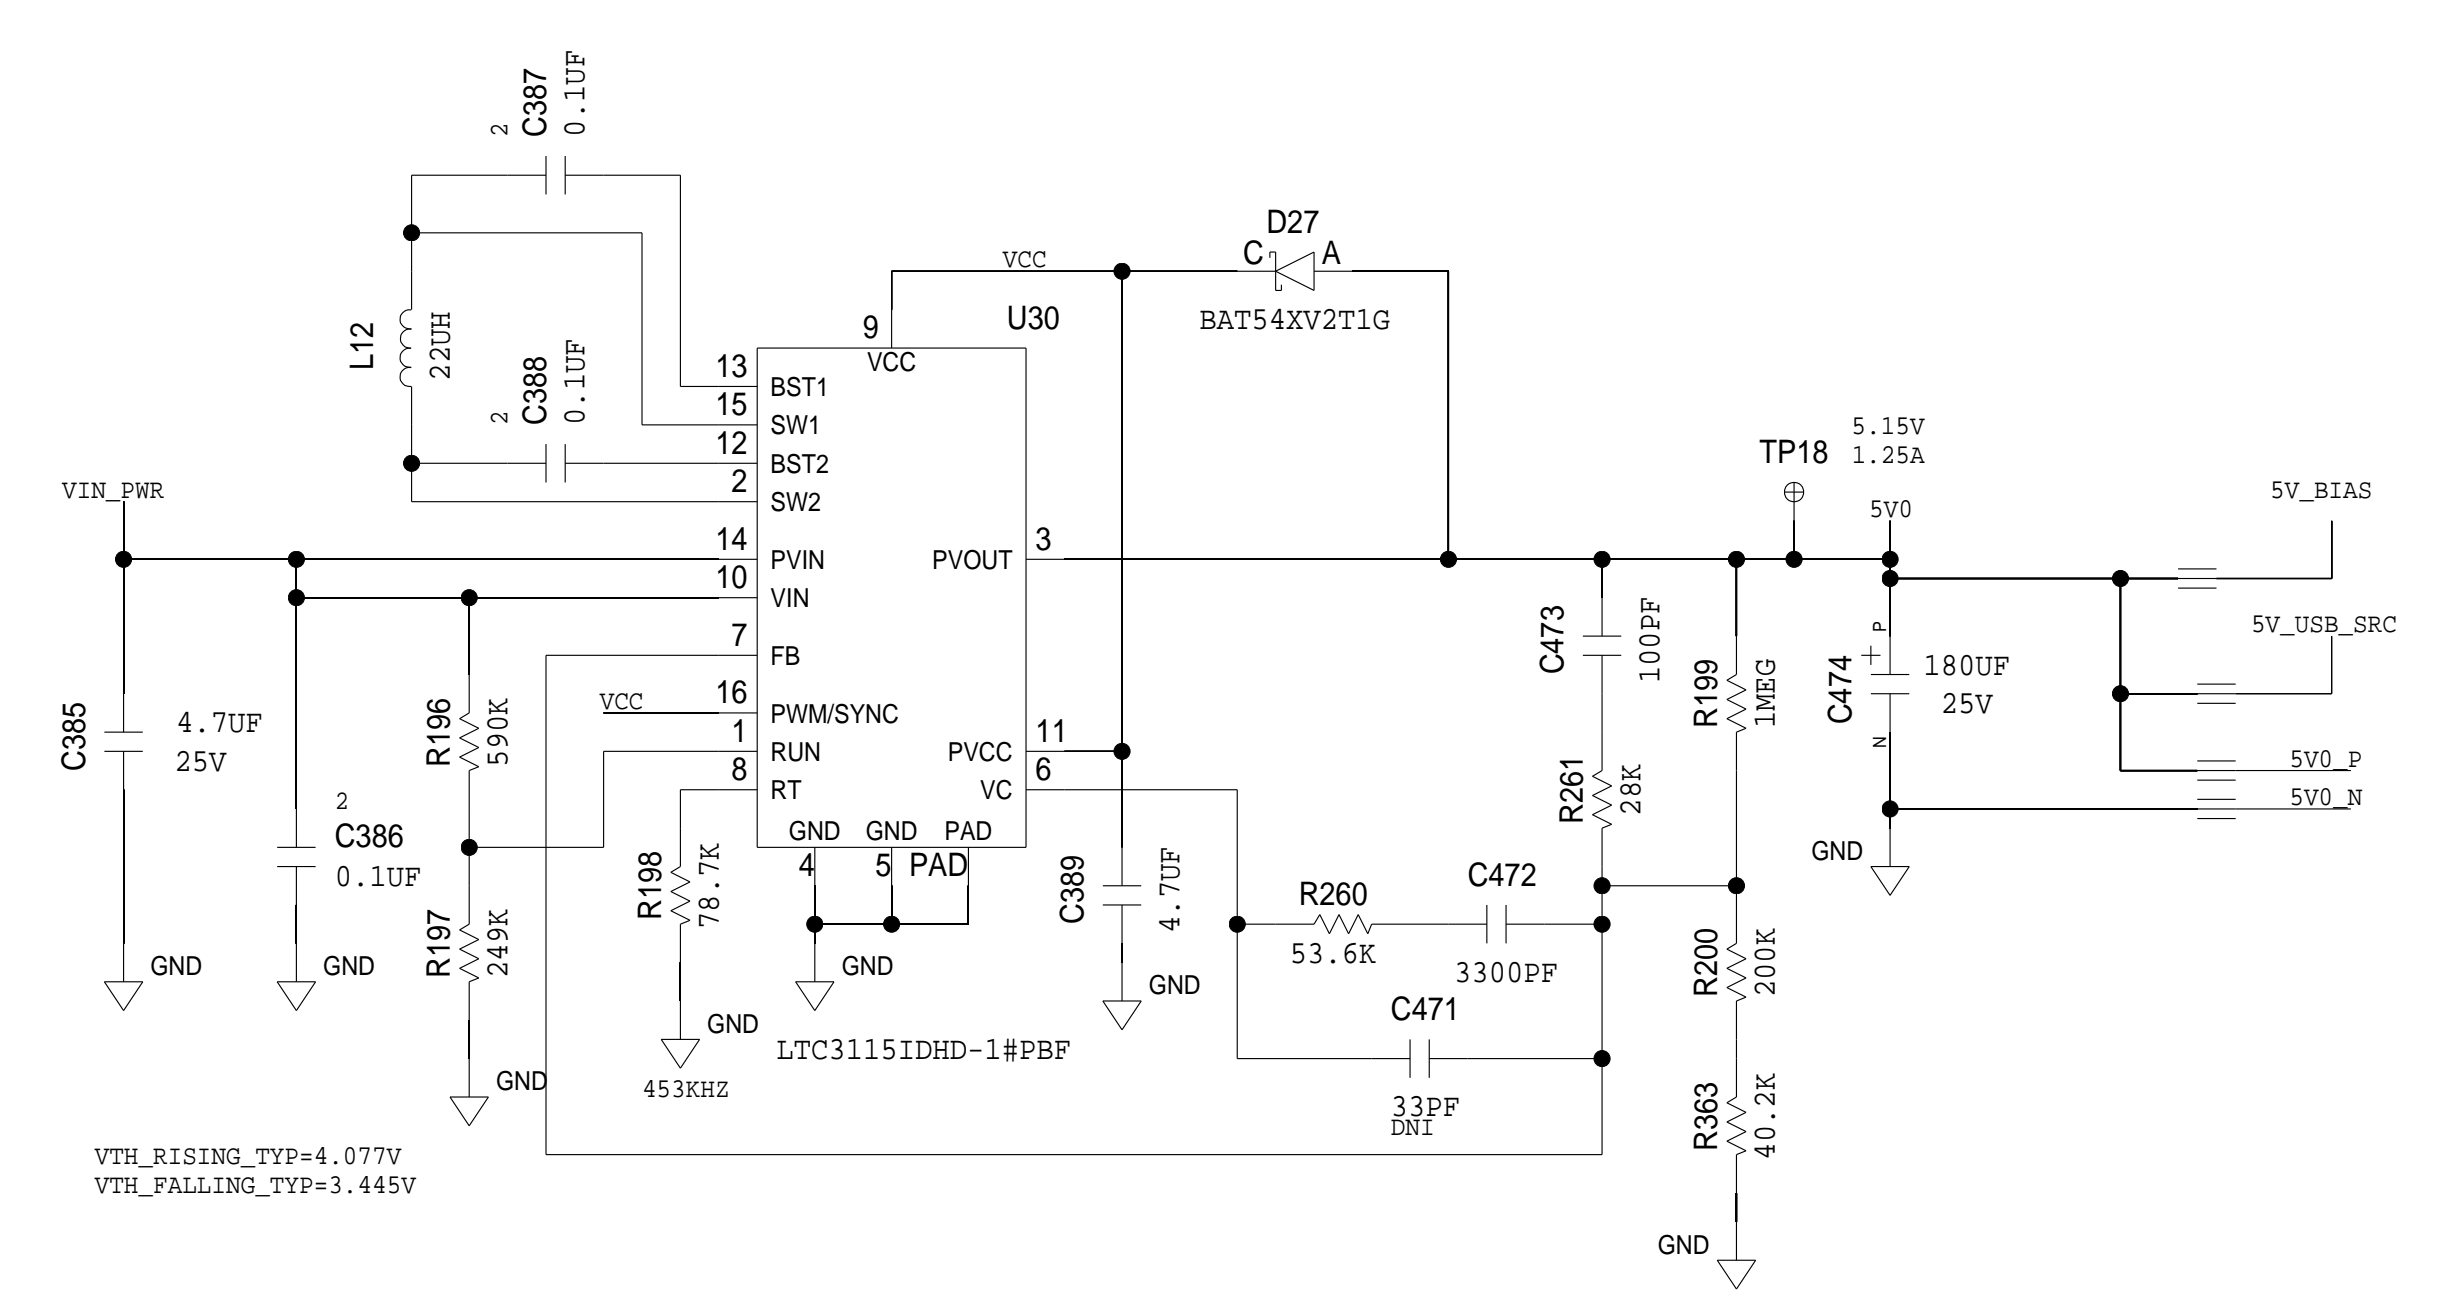 2
C387
0.1UF
L12
22UH
2
C388
0.1UF
VCC
D27
C
A
BAT54XV2T1G
U30
9
VCC
13
BST1
15
SW1
12
BST2
2
SW2
14
PVIN
10
VIN
7
FB
16
PWM/SYNC
1
RUN
8
RT
PVOUT
3
PVCC
11
VC
6
GND
GND
PAD
4
5
PAD
GND
LTC3115IDHD-1#PBF
VIN_PWR
C385
4.7UF
25V
GND
2
C386
0.1UF
GND
R196
590K
R197
249K
GND
VCC
R198
78.7K
GND
453KHZ
C389
4.7UF
GND
R260
53.6K
C472
3300PF
C471
33PF
DNI
C473
100PF
R261
28K
R199
1MEG
R200
200K
R363
40.2K
GND
TP18
5.15V
1.25A
5V0
P
+
C474
180UF
25V
N
GND
5V_BIAS
5V_USB_SRC
5V0_P
5V0_N
VTH_RISING_TYP=4.077V
VTH_FALLING_TYP=3.445V